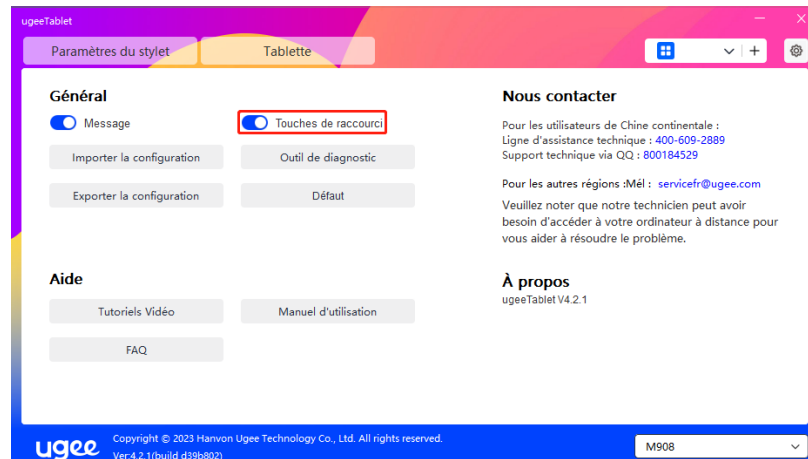 ugeeTablet
Paramètres du stylet
Tablette
Général
Message
Touches de raccourci
Importer la configuration
Outil de diagnostic
Exporter la configuration
Défaut
Aide
Tutoriels Vidéo
Manuel d'utilisation
FAQ
Nous contacter
Pour les utilisateurs de Chine continentale :
Ligne d'assistance technique : 400-609-2889
Support technique via QQ : 800184529
Pour les autres régions :Mél : servicefr@ugee.com
Veuillez noter que notre technicien peut avoir
besoin d'accéder à votre ordinateur à distance pour
vous aider à résoudre le problème.
À propos
ugeeTablet V4.2.1
ugee
Copyright © 2023 Hanvon Ugee Technology Co., Ltd. All rights reserved.
Ver:4.2.1(build d39b802)
M908